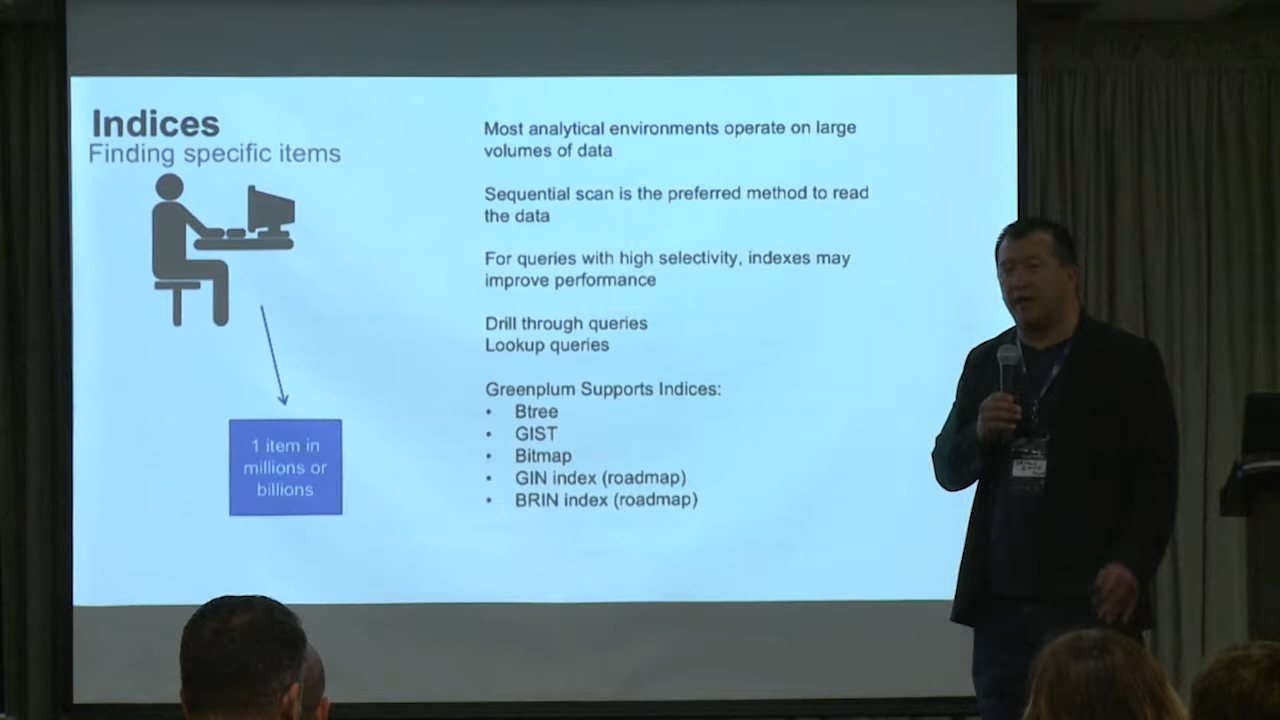 Indices
Finding specific items
1 item in
millions or
billions
Most analytical environments operate on large
volumes of data
Sequential scan is the preferred method to read
the data
For queries with high selectivity, indexes may
improve performance
Drill through queries
Lookup queries
Greenplum Supports Indices:
• Btree
• GIST
• Bitmap
• GIN index (roadmap)
• BRIN index (roadmap)